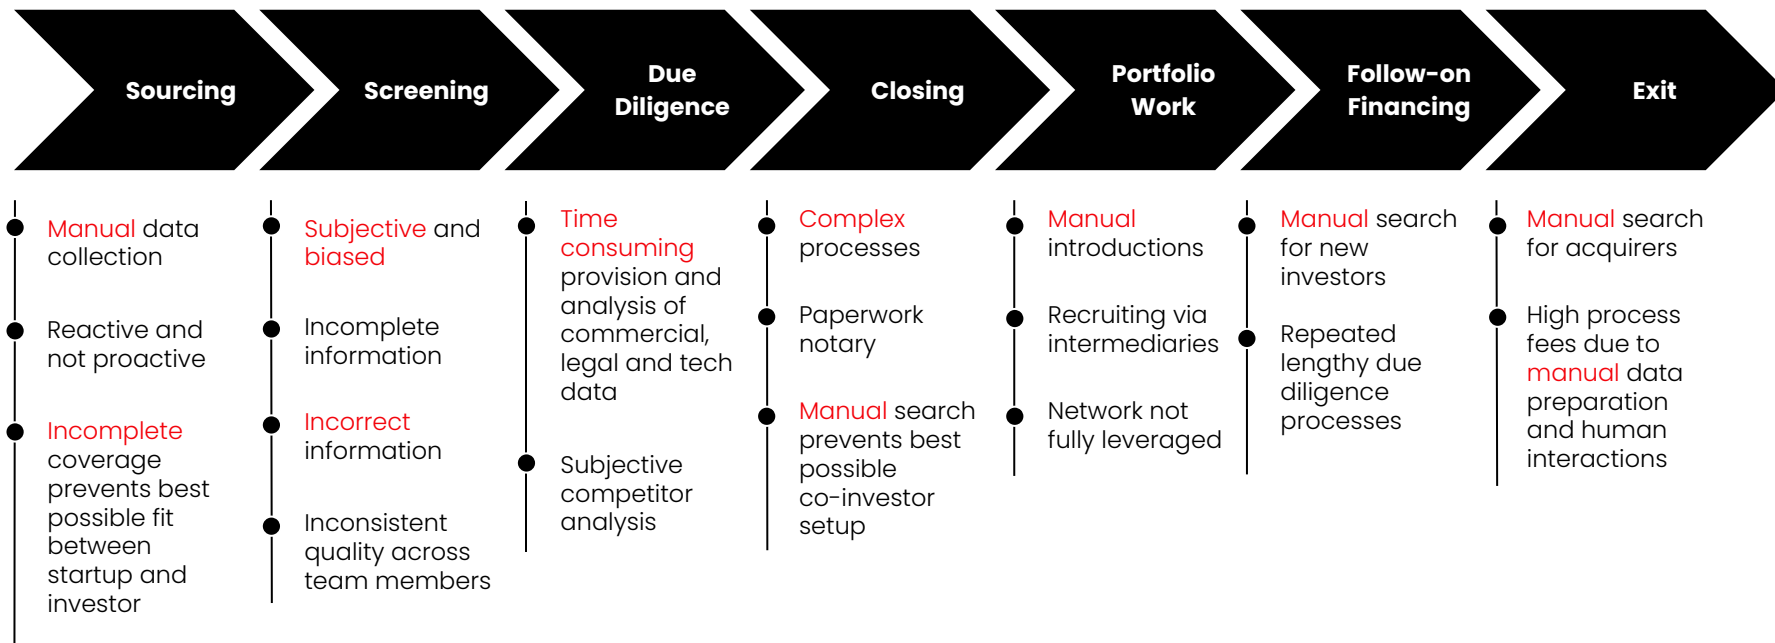 Sourcing
Screening
Due
Diligence
Closing
Portfolio
Work
Follow-on
Financing
Exit
Manual data
collection
Reactive and
not proactive
Incomplete
coverage
prevents best
possible fit
between
startup and
investor
Subjective and
biased
Incomplete
information
Incorrect
information
Inconsistent
quality across
team members
Time
consuming
provision and
analysis of
commercial,
legal and tech
data
Subjective
competitor
analysis
Complex
processes
Paperwork
notary
Manual search
prevents best
possible
co-investor
setup
Manual
introductions
Recruiting via
intermediaries
Network not
fully leveraged
Manual search
for new
investors
Repeated
lengthy due
diligence
processes
Manual search
for acquirers
High process
fees due to
manual data
preparation
and human
interactions